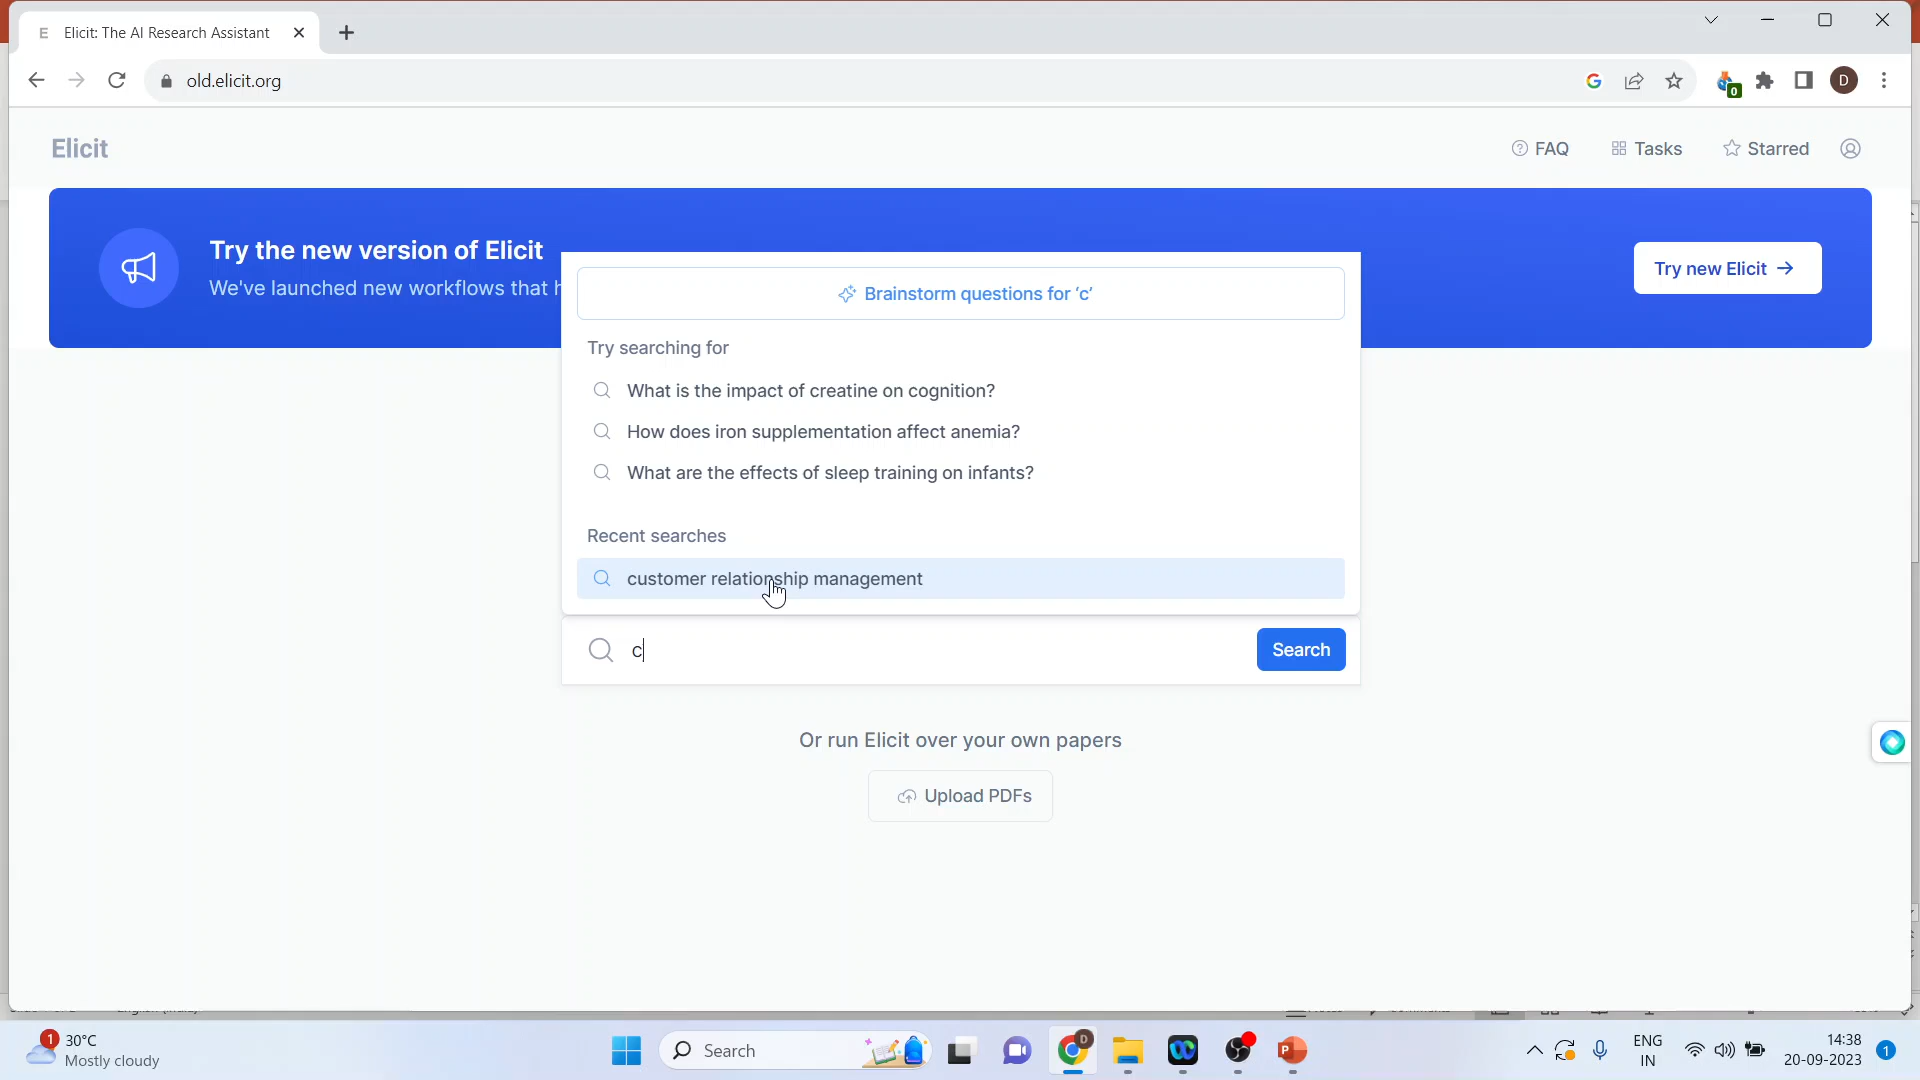 E Elicit: The AI Research Assistant
old.elicit.org
0
D
Elicit
FAQ
Tasks
Starred
Try the new version of Elicit
We've launched new workflows that h
Try new Elicit
Brainstorm questions for ‘c’
Try searching for
What is the impact of creatine on cognition?
How does iron supplementation affect anemia?
What are the effects of sleep training on infants?
Recent searches
customer relationship management
c
Search
Or run Elicit over your own papers
Upload PDFs
1
30°C
Mostly cloudy
Search
D
P
ENG
IN
14:38
20-09-2023
1